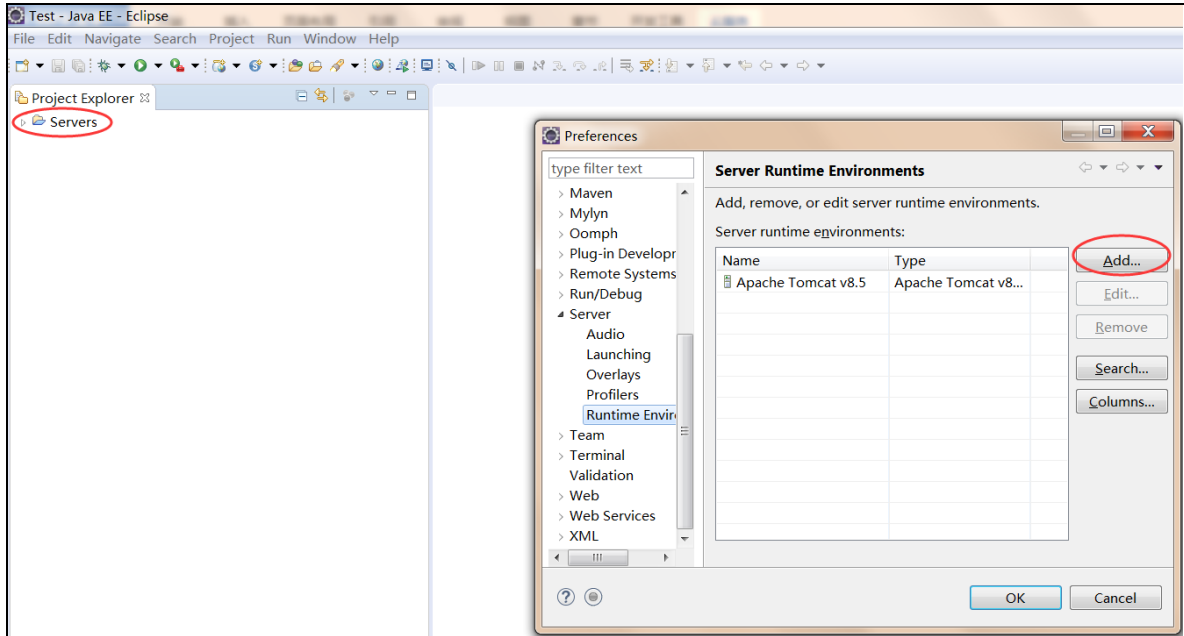 Test - Java EE - Eclipse
File Edit Navigate Search Project Run Window Help
Project Explorer
Servers
Preferences
type filter text
Maven
Mylyn
Oomph
Plug-in Developr
Remote Systems
Run/Debug
Server
Audio
Launching
Overlays
Profilers
Runtime Enviro
Team
Terminal
Validation
Web
Web Services
XML
Server Runtime Environments
Add, remove, or edit server runtime environments.
Server runtime environments:
Name Type
Apache Tomcat v8.5 Apache Tomcat v8...
Add...
Edit...
Remove
Search...
Columns...
OK Cancel